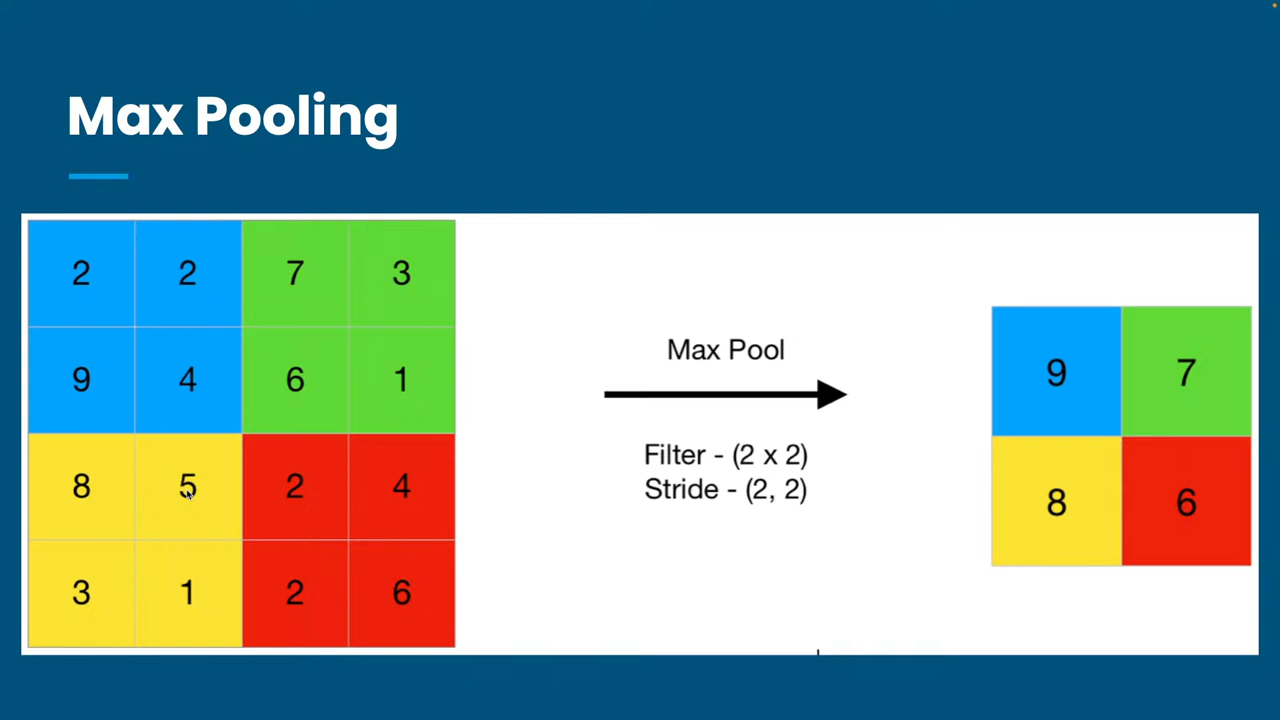 Max Pooling
2 2 7 3
9 4 6 1
8 5 2 4
3 1 2 6
Max Pool
Filter - (2 x 2)
Stride - (2, 2)
9 7
8 6